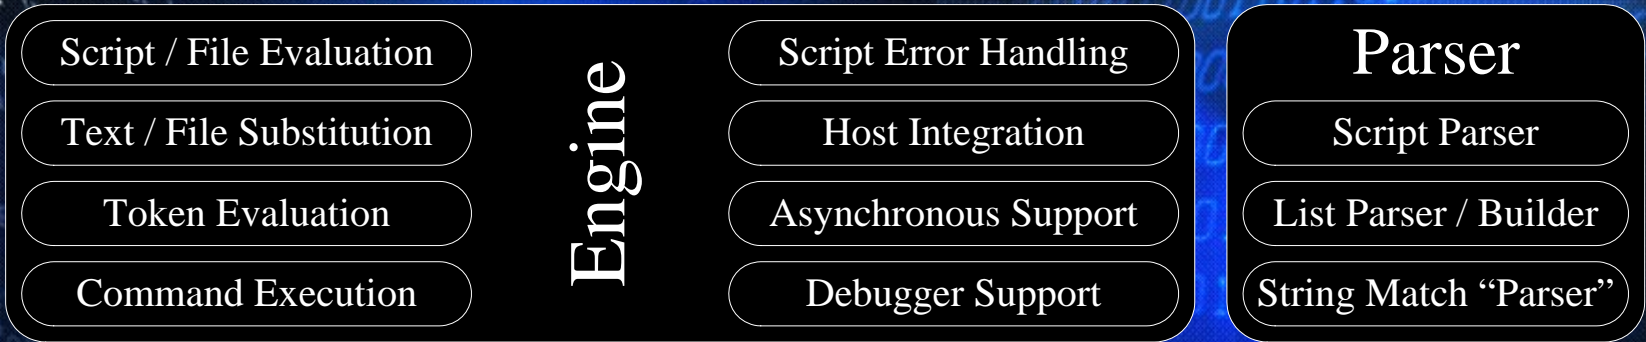 Script / File Evaluation
Text / File Substitution
Token Evaluation
Command Execution
Engine
Script Error Handling
Host Integration
Asynchronous Support
Debugger Support
Parser
Script Parser
List Parser / Builder
String Match “Parser”